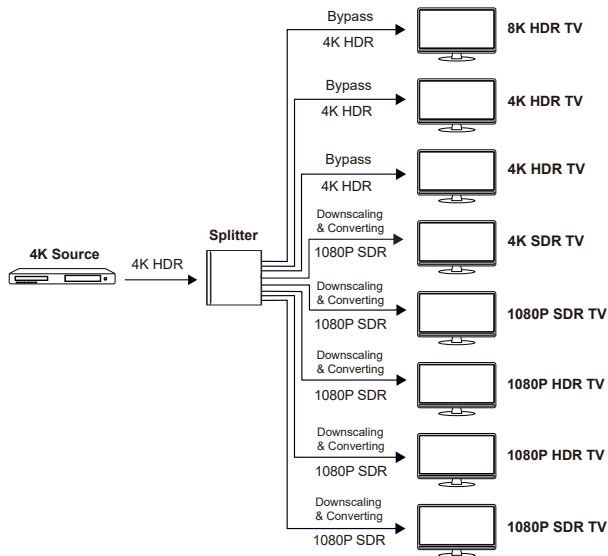 4K Source
4K HDR
Splitter
Bypass
4K HDR
8K HDR TV
Bypass
4K HDR
4K HDR TV
Bypass
4K HDR
4K HDR TV
Downscaling
& Converting
1080P SDR
4K SDR TV
Downscaling
& Converting
1080P SDR
1080P SDR TV
Downscaling
& Converting
1080P SDR
1080P HDR TV
Downscaling
& Converting
1080P SDR
1080P HDR TV
Downscaling
& Converting
1080P SDR
1080P SDR TV